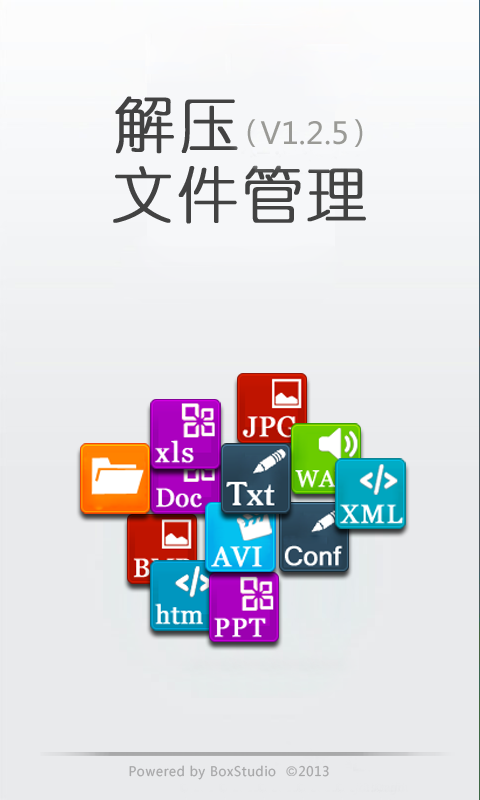 解压（V1.2.5）
文件管理
JPG
xls
WA
Doc
Txt
XML
AVI
Conf
htm
PPT
Powered by BoxStudio ©2013